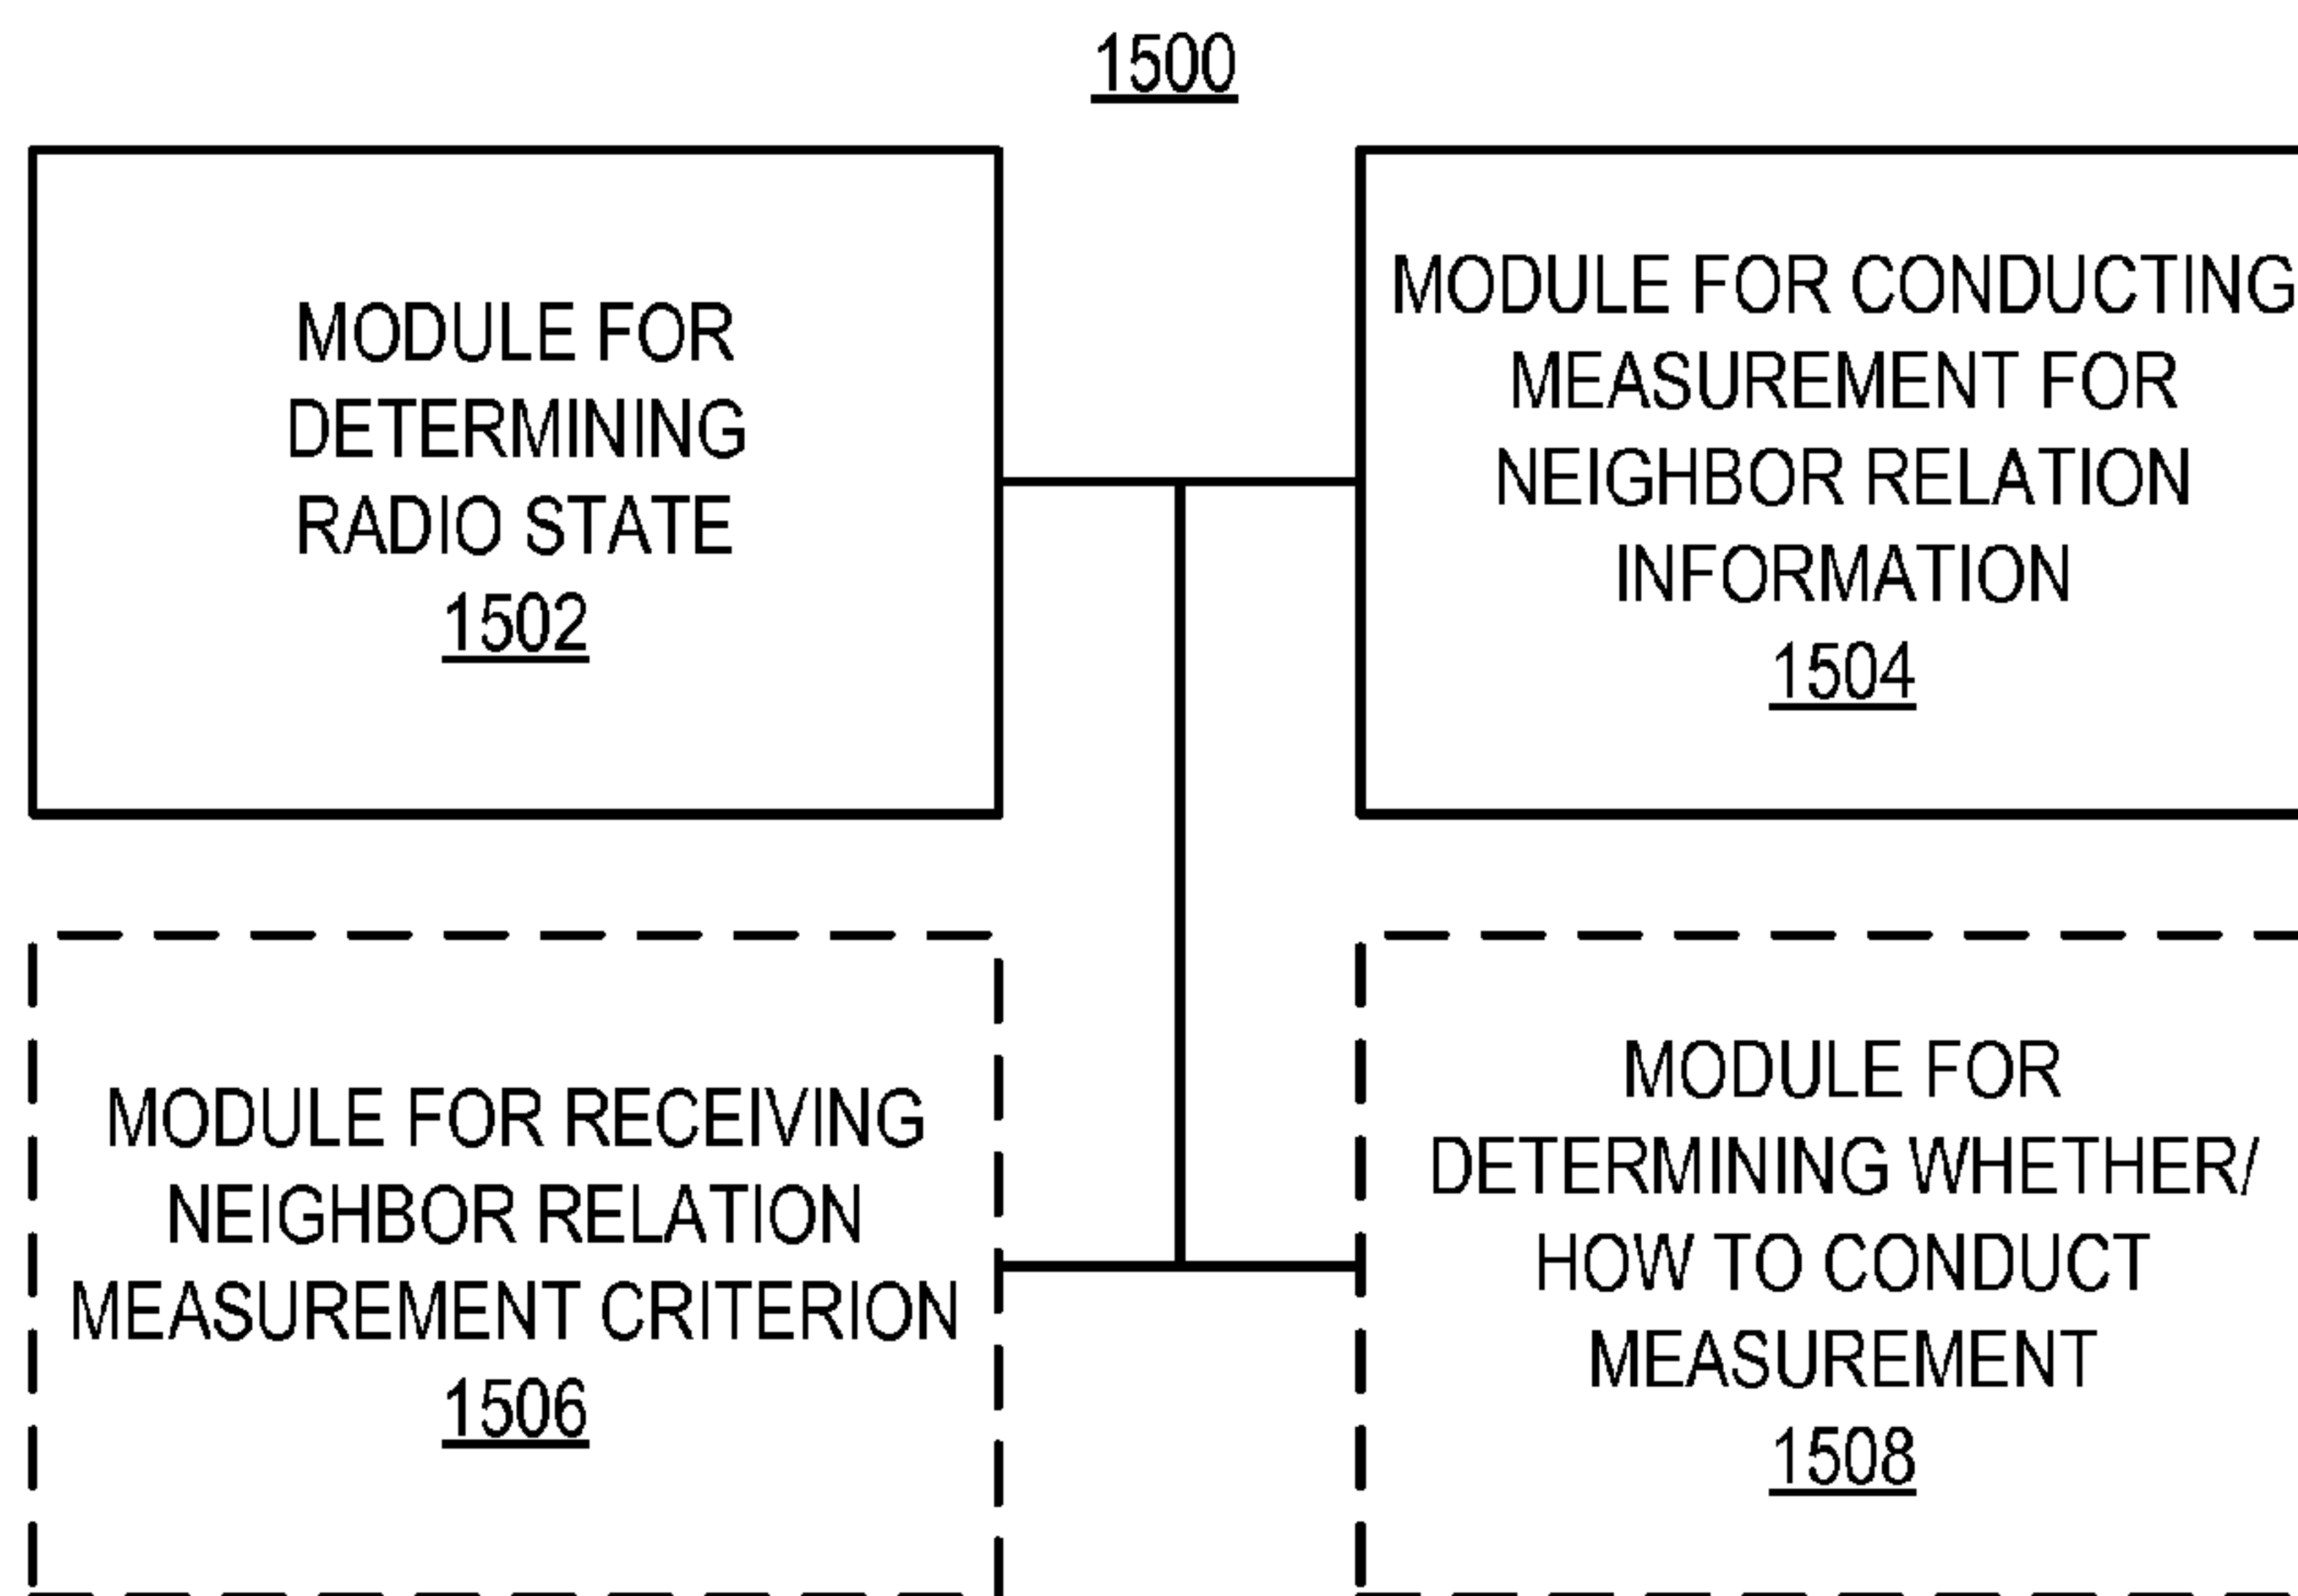 1500
MODULE FOR
DETERMINING
RADIO STATE
1502
MODULE FOR CONDUCTING
MEASUREMENT FOR
NEIGHBOR RELATION
INFORMATION
1504
MODULE FOR RECEIVING
NEIGHBOR RELATION
MEASUREMENT CRITERION
1506
MODULE FOR
DETERMINING WHETHER/
HOW TO CONDUCT
MEASUREMENT
1508